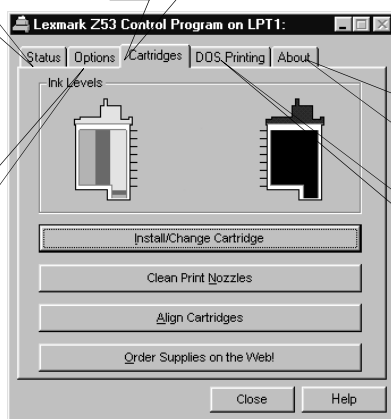 Lexmark Z53 Control Program on LPT1:
Status Options Cartridges DOS Printing About
Ink Levels
Install/Change Cartridge
Clean Print Nozzles
Align Cartridges
Order Supplies on the Web!
Close Help